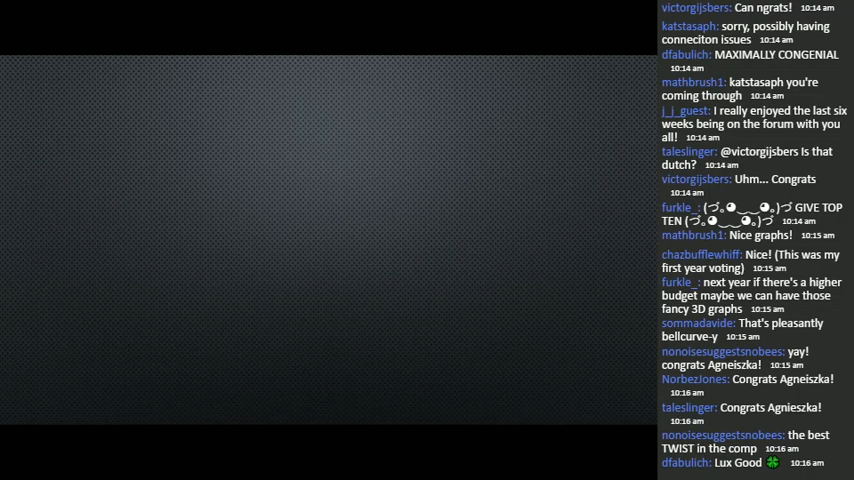 victorgijsbers: Can ngrats! 10:14 am
katstasaph: sorry, possibly having
conneciton issues 10:14 am
dfabulich: MAXIMALLY CONGENIAL
10:14 am
mathbrush1: katstasaph you're
coming through 10:14 am
j_j_guest: I really enjoyed the last six
weeks being on the forum with you
all! 10:14 am
taleslinger: @victorgijsbers Is that
dutch? 10:14 am
victorgijsbers: Uhm... Congrats
10:14 am
furkle_: (づ｡◕‿‿◕｡)づ GIVE TOP
TEN (づ｡◕‿‿◕｡)づ 10:14 am
mathbrush1: Nice graphs! 10:15 am
chazbufflewhiff: Nice! (This was my
first year voting) 10:15 am
furkle_: next year if there's a higher
budget maybe we can have those
fancy 3D graphs 10:15 am
sommadavide: That's pleasantly
bellcurve-y 10:15 am
nonoisesuggestsnobees: yay!
congrats Agneiszka! 10:15 am
NorbezJones: Congrats Agneiszka!
10:16 am
taleslinger: Congrats Agnieszka!
10:16 am
nonoisesuggestsnobees: the best
TWIST in the comp 10:16 am
dfabulich: Lux Good 🍀 10:16 am